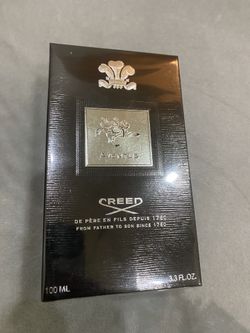 AVENTUS
CREED
DE PÈRE EN FILS DEPUIS 1760
FROM FATHER TO SON SINCE 1760
100 ML
3.3 FL.OZ.